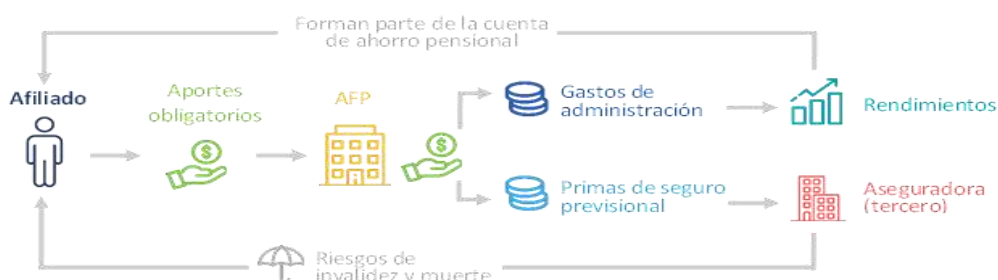 Forman parte de la cuenta
de ahorro pensional
Afiliado
Aportes
obligatorios
AFP
Gastos de
administración
Rendimientos
Primas de seguro
previsional
Aseguradora
(tercero)
Riesgos de
invalidez y muerte